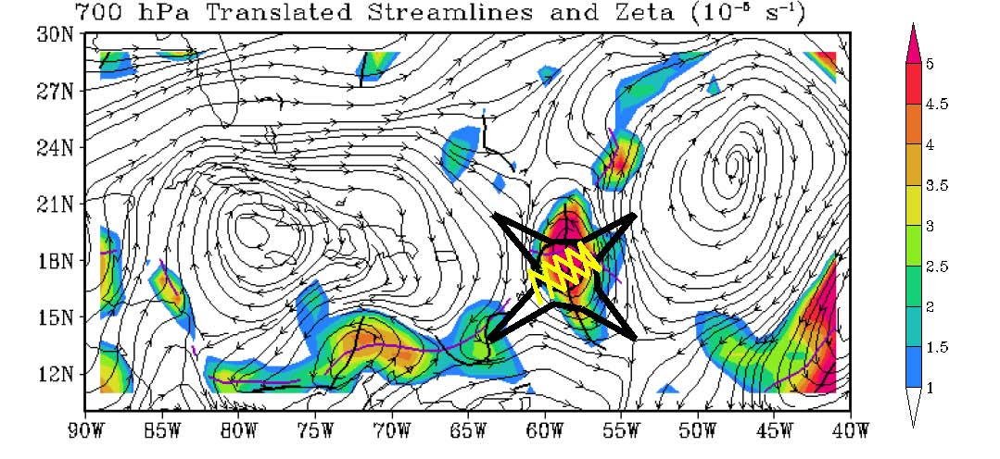 700 hPa Translated Streamlines and Zeta (10⁻⁵ s⁻¹)
30N
27N
24N
21N
18N
15N
12N
90W 85W 80W 75W 70W 65W 60W 55W 50W 45W 40W
5
4.5
4
3.5
3
2.5
2
1.5
1